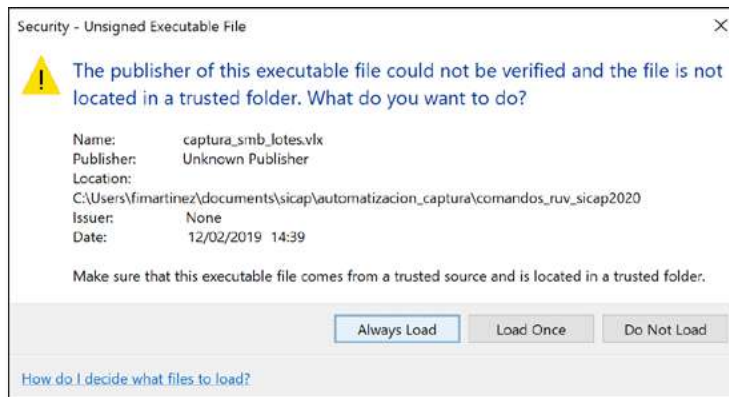 Security - Unsigned Executable File
The publisher of this executable file could not be verified and the file is not
located in a trusted folder. What do you want to do?
Name: captura_smb_lotes.vlx
Publisher: Unknown Publisher
Location:
C:\Users\fimartinez\documents\sicap\automatizacion_captura\comandos_ruv_sicap2020
Issuer: None
Date: 12/02/2019 14:39
Make sure that this executable file comes from a trusted source and is located in a trusted folder.
Always Load Load Once Do Not Load
How do I decide what files to load?